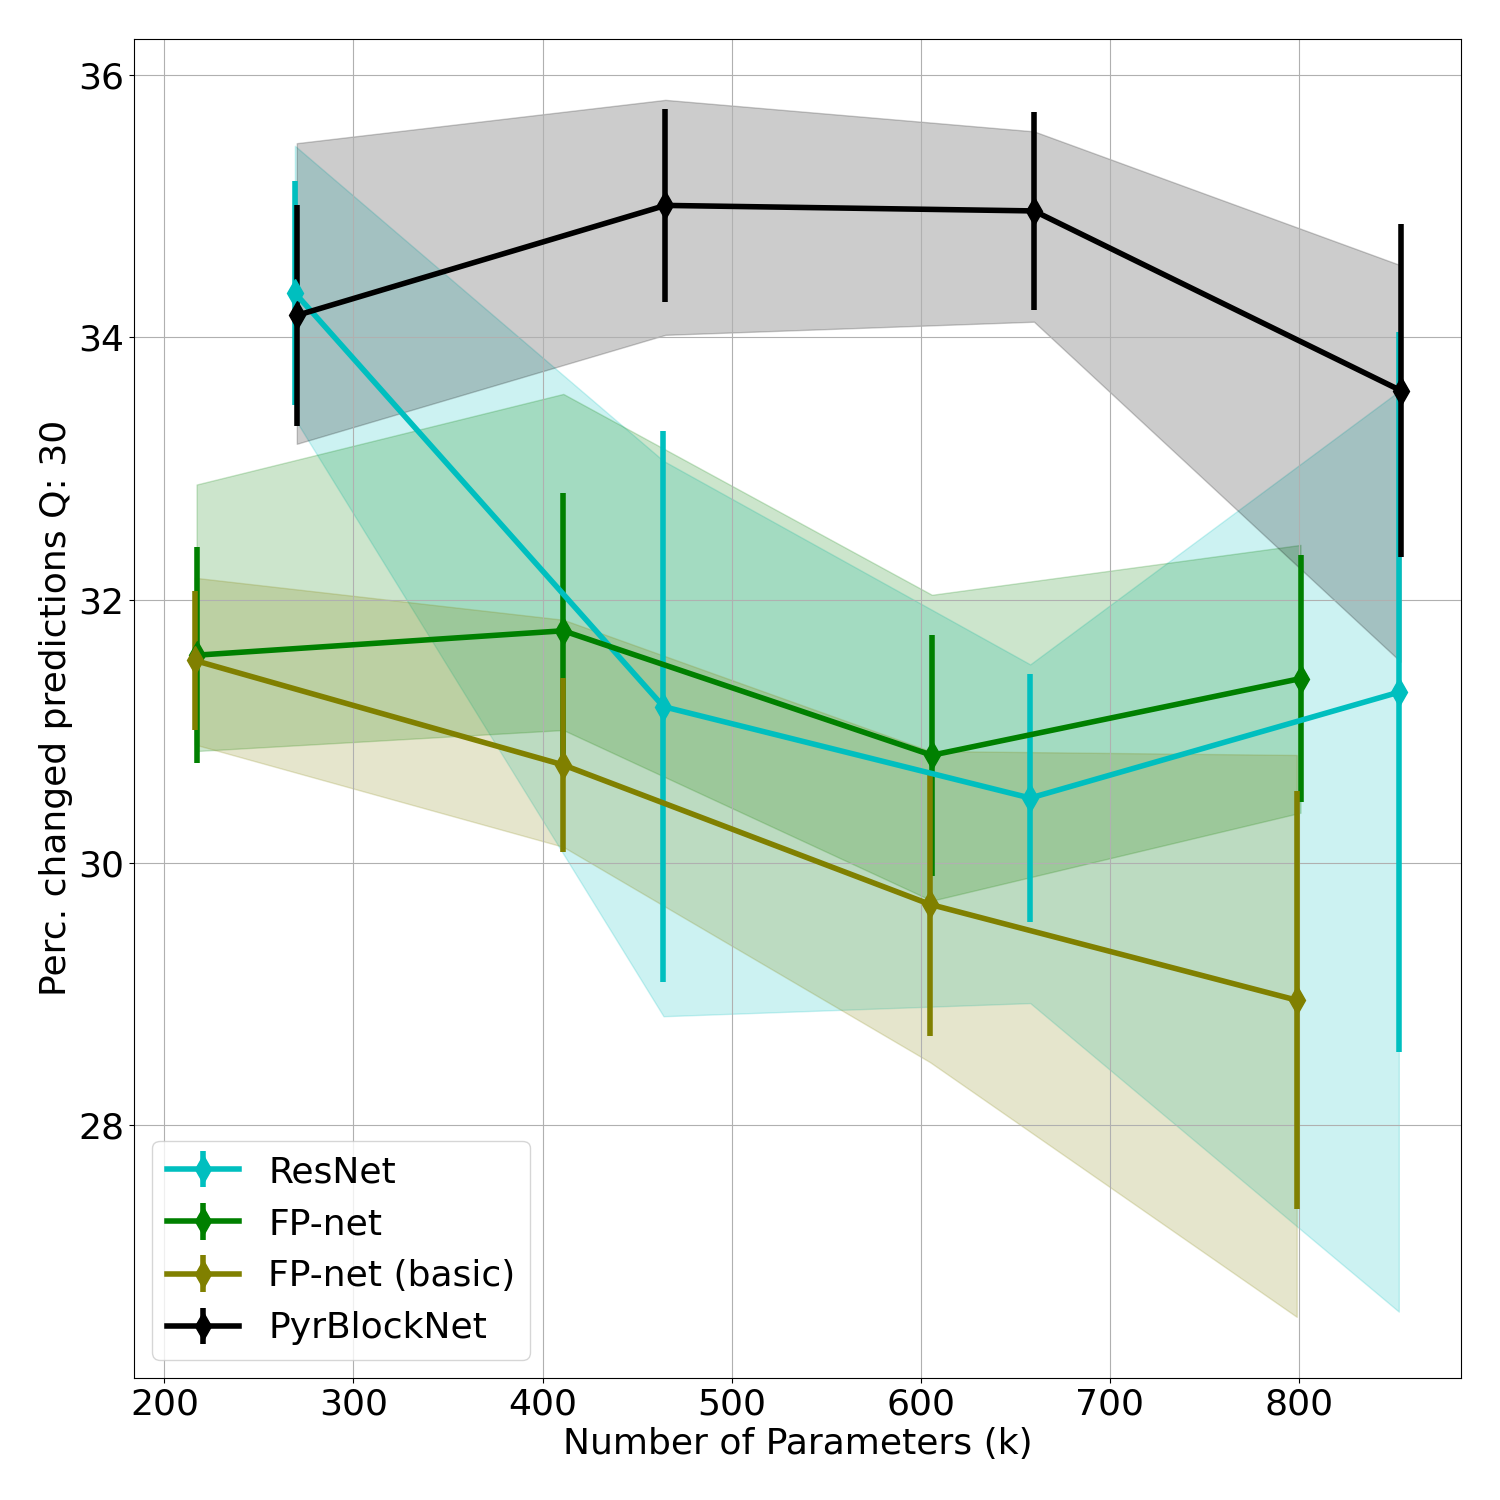 36
34
32
30
28
Perc. changed predictions Q: 30
ResNet
FP-net
FP-net (basic)
PyrBlockNet
200 300 400 500 600 700 800
Number of Parameters (k)